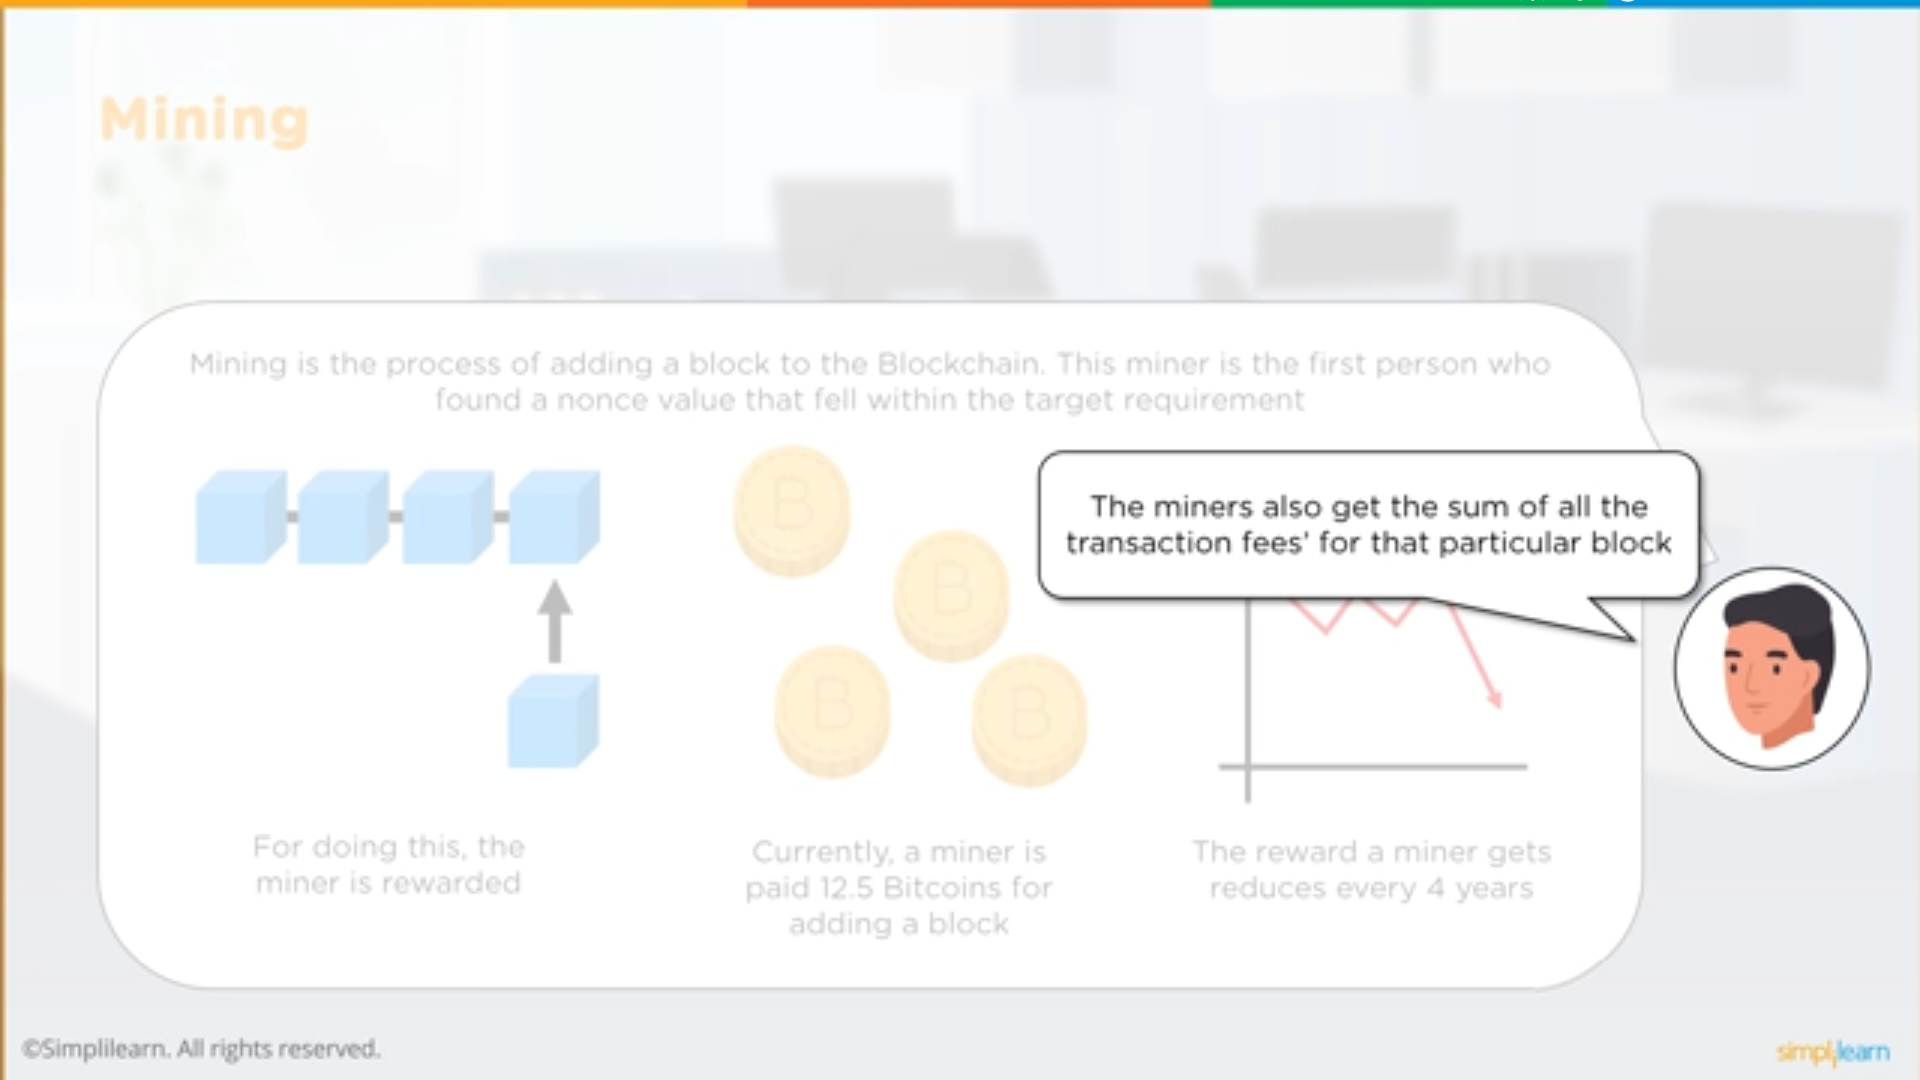 Mining
Mining is the process of adding a block to the Blockchain. This miner is the first person who
found a nonce value that fell within the target requirement
The miners also get the sum of all the
transaction fees' for that particular block
B
B
B
B
For doing this, the
miner is rewarded
Currently, a miner is
paid 12.5 Bitcoins for
adding a block
The reward a miner gets
reduces every 4 years
©Simplilearn. All rights reserved.
simplilearn